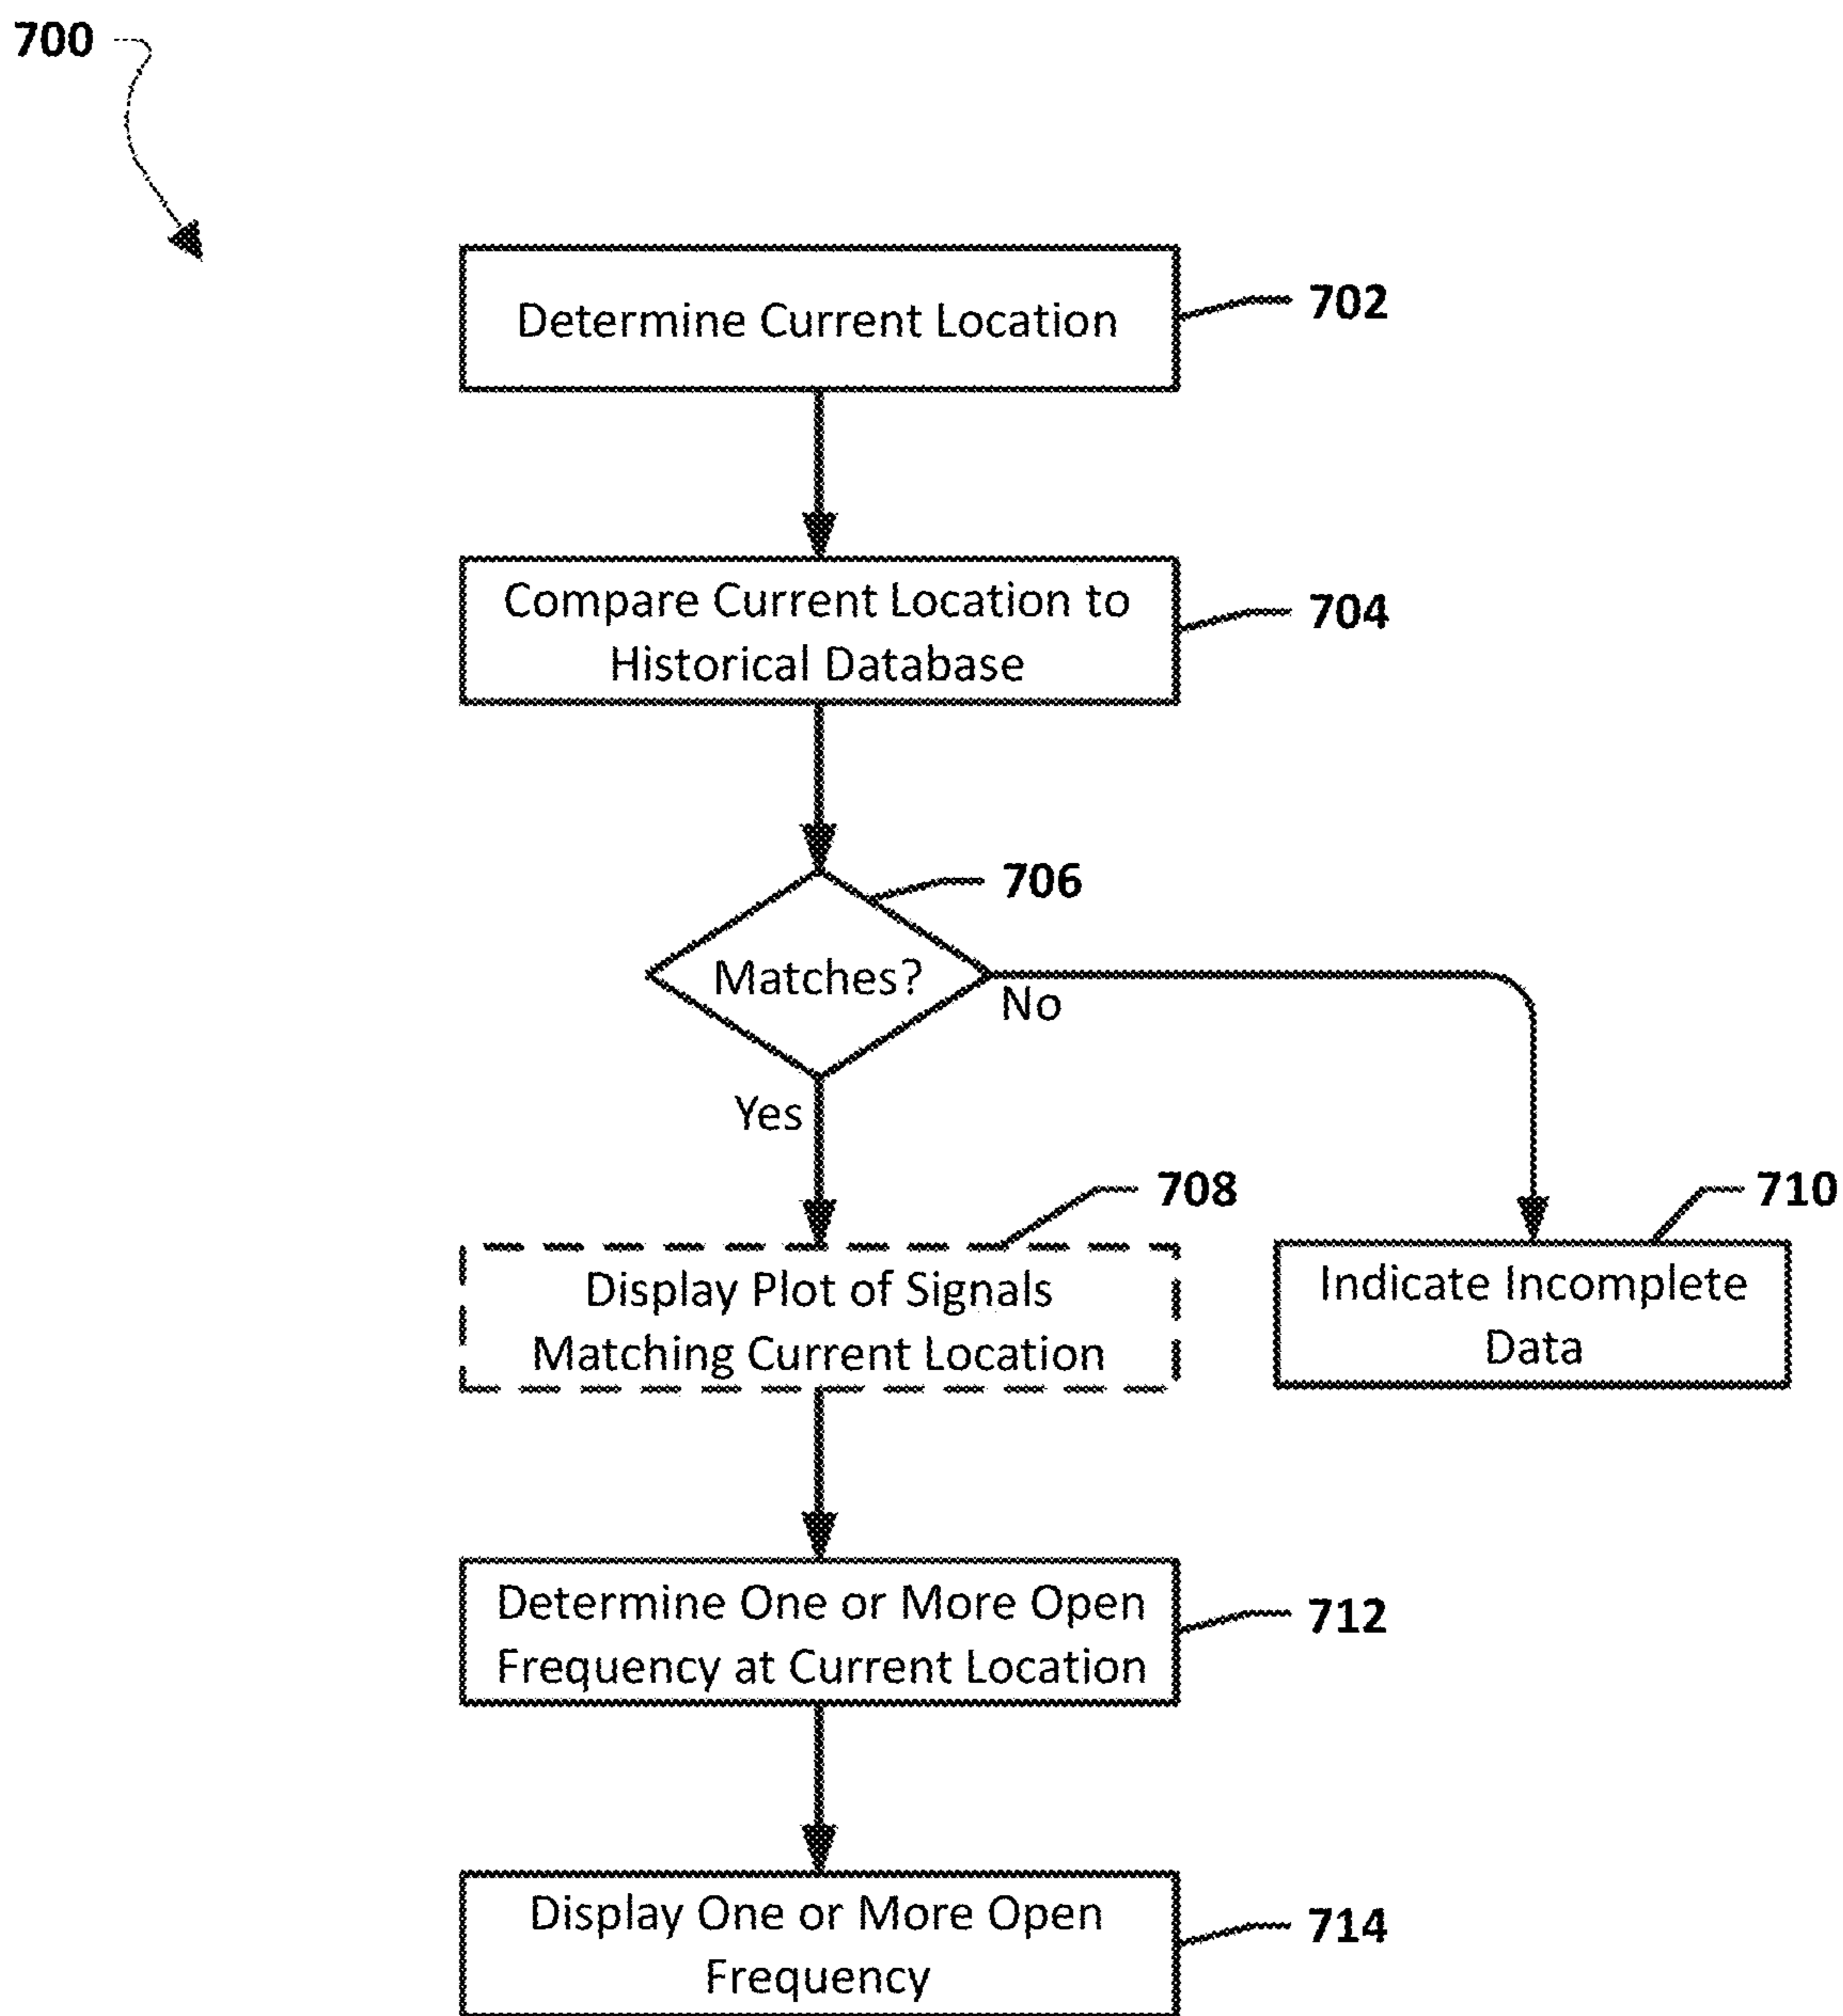 700
Determine Current Location
702
Compare Current Location to
Historical Database
704
706
Matches?
No
Yes
708
Display Plot of Signals
Matching Current Location
710
Indicate Incomplete
Data
Determine One or More Open
Frequency at Current Location
712
Display One or More Open
Frequency
714